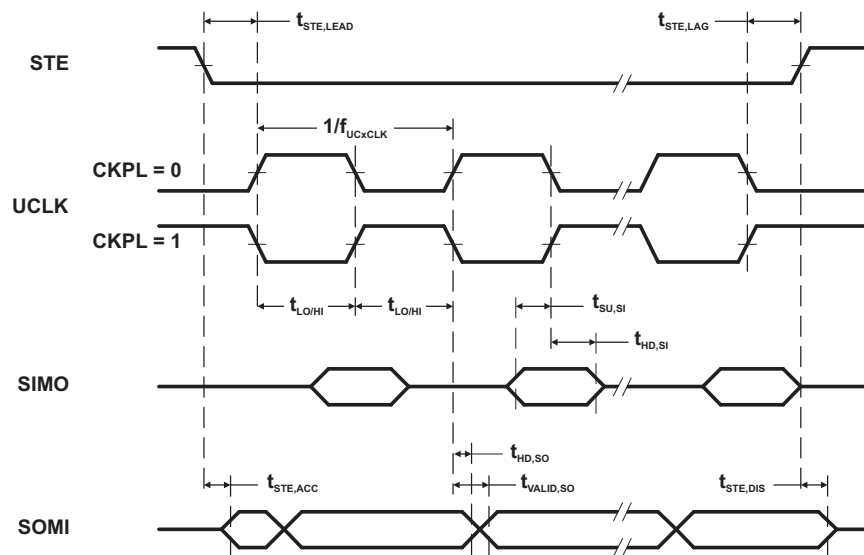 tSTE,LEAD
tSTE,LAG
STE
1/fUCxCLK
CKPL = 0
UCLK
CKPL = 1
tLO/HI tLO/HI
tSU,SI
tHD,SI
SIMO
tHD,SO
tSTE,ACC
tVALID,SO
tSTE,DIS
SOMI